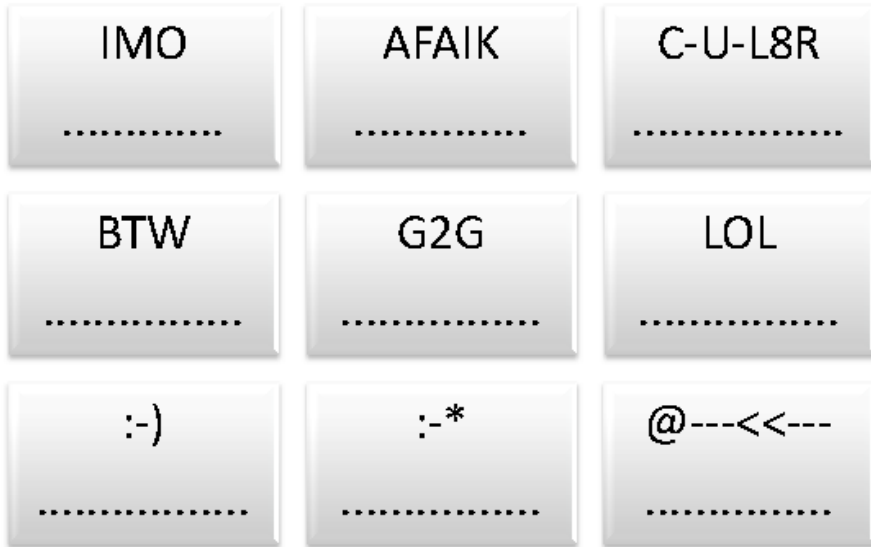 IMO
.............
AFAIK
..............
C-U-L8R
.................
BTW
................
G2G
................
LOL
................
:-)
.................
:-*
................
@---<<---
...............